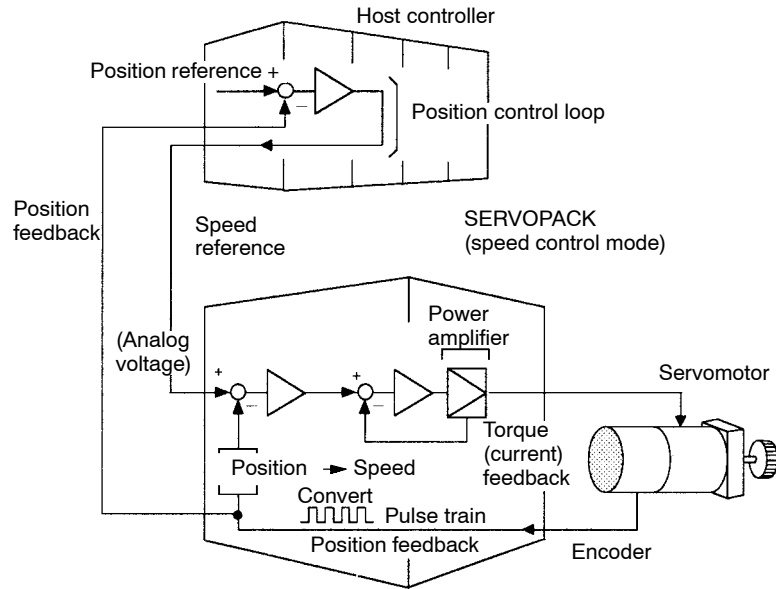 Host controller
Position reference +
−
Position control loop
Position
feedback
Speed
reference
SERVOPACK
(speed control mode)
(Analog
voltage)
Power
amplifier
+
−
+
−
Servomotor
Torque
(current)
feedback
Position Speed
Convert
Pulse train
Position feedback
Encoder